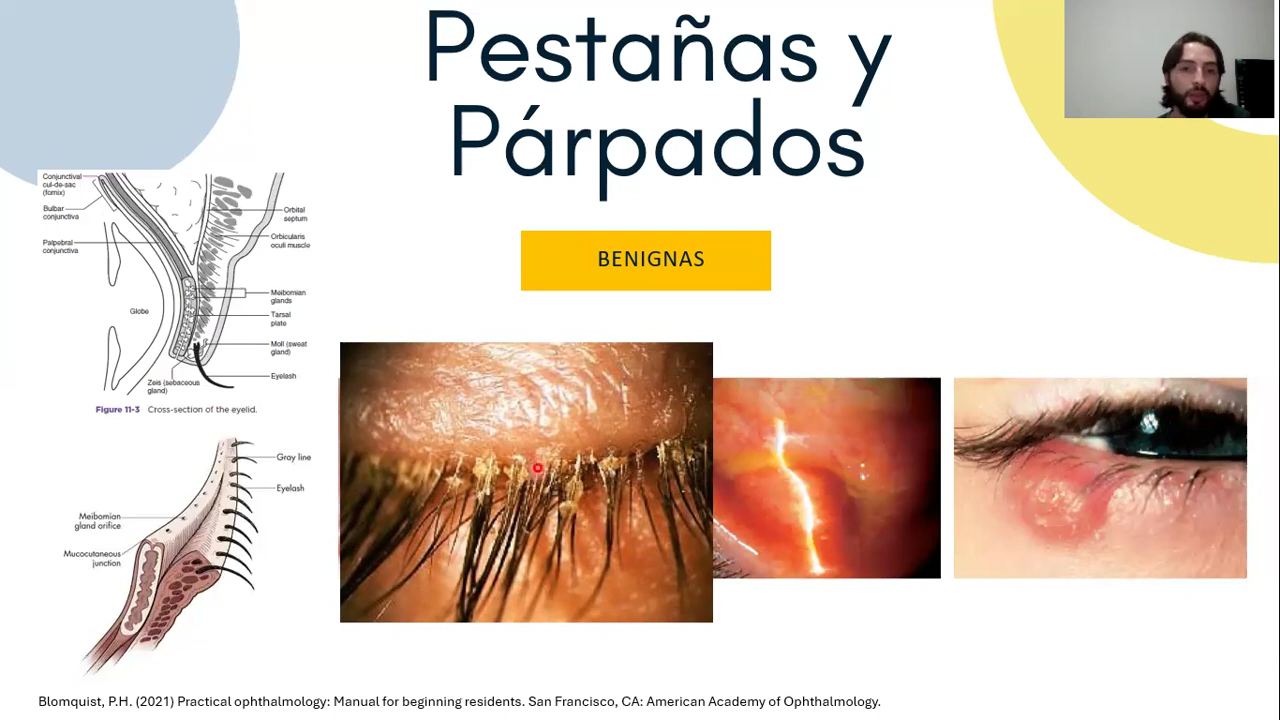 Pestañas y
Párpados
BENIGNAS
Conjunctival
cul-de-sac
(fornix)
Bulbar
conjunctiva
Palpebral
conjunctiva
Globe
Zeis (sebaceous
gland)
Orbital
septum
Orbicularis
oculi muscle
Meibomian
glands
Tarsal
plate
Moll (sweat
gland)
Eyelash
Figure 11-3 Cross-section of the eyelid.
Gray line
Eyelash
Meibomian
gland orifice
Mucocutaneous
junction
Blomquist, P.H. (2021) Practical ophthalmology: Manual for beginning residents. San Francisco, CA: American Academy of Ophthalmology.